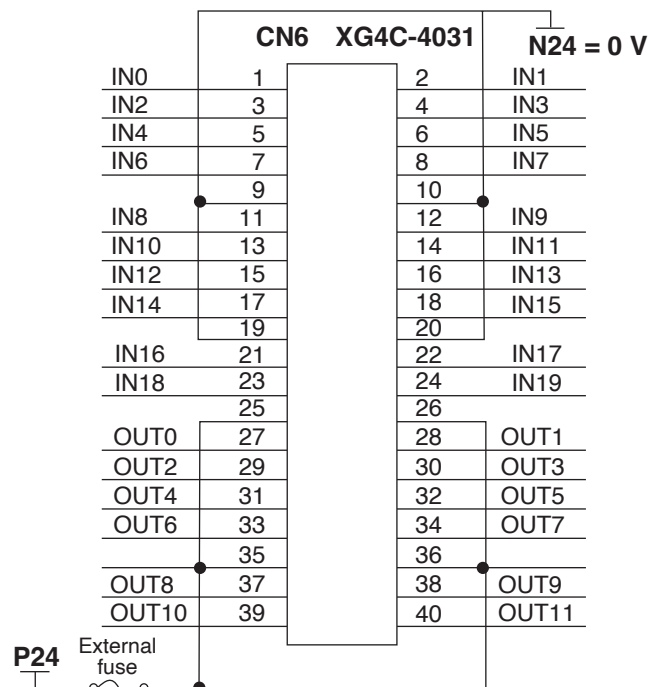 CN6 XG4C-4031
N24 = 0 V
IN0 1 2 IN1
IN2 3 4 IN3
IN4 5 6 IN5
IN6 7 8 IN7
9 10
IN8 11 12 IN9
IN10 13 14 IN11
IN12 15 16 IN13
IN14 17 18 IN15
19 20
IN16 21 22 IN17
IN18 23 24 IN19
25 26
OUT0 27 28 OUT1
OUT2 29 30 OUT3
OUT4 31 32 OUT5
OUT6 33 34 OUT7
35 36
OUT8 37 38 OUT9
OUT10 39 40 OUT11
P24 External
fuse